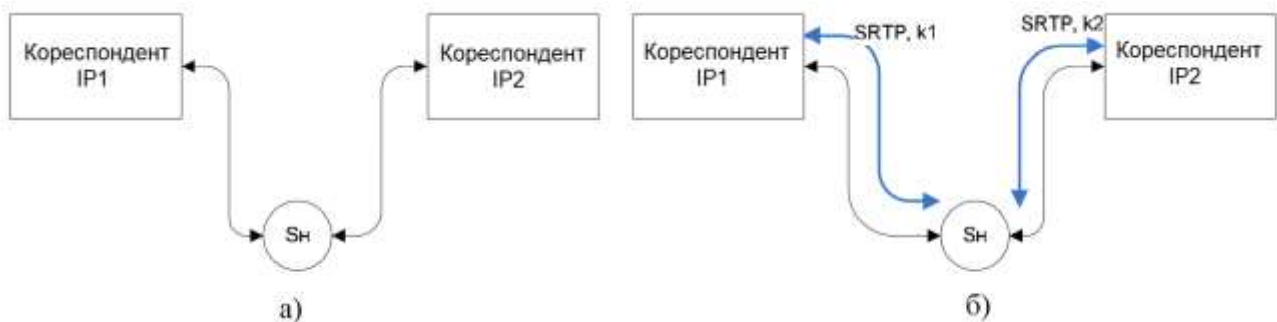 Кореспондент
IP1
Кореспондент
IP2
Sн
а)
Кореспондент
IP1
SRTP, k1
SRTP, k2
Кореспондент
IP2
Sн
б)